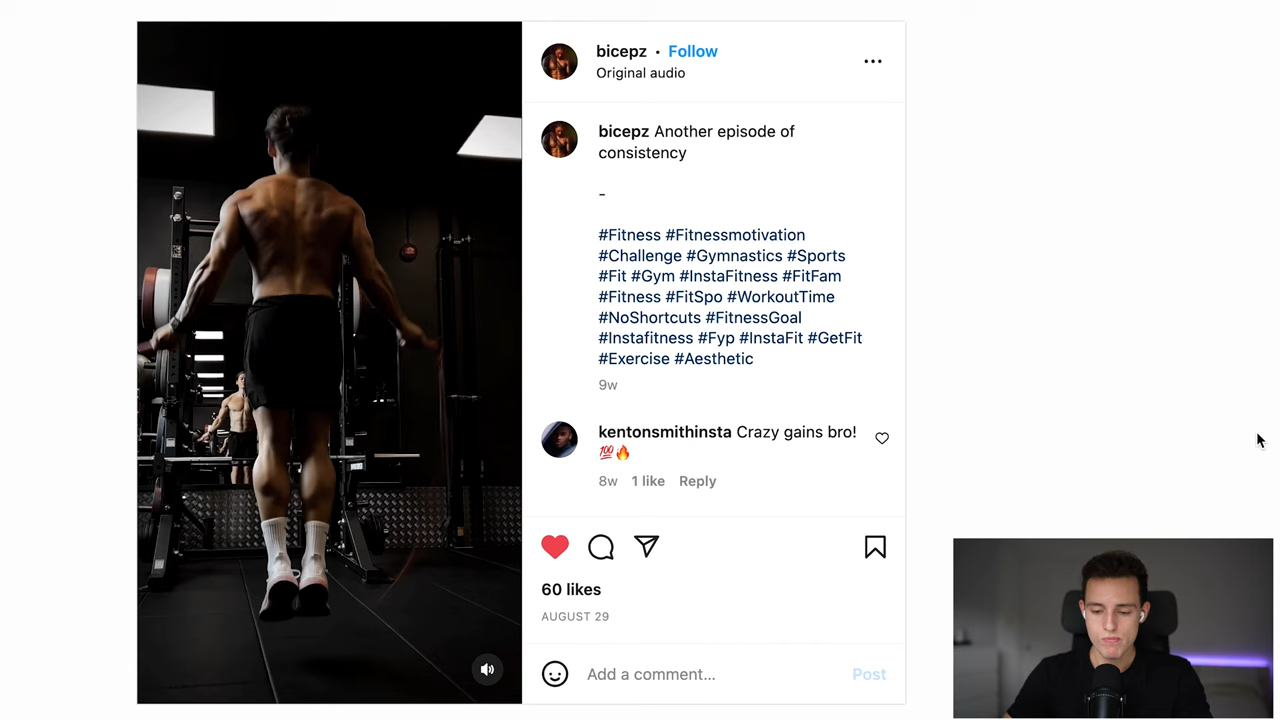 bicepz • Follow
Original audio
bicepz Another episode of
consistency
-
#Fitness #Fitnessmotivation
#Challenge #Gymnastics #Sports
#Fit #Gym #InstaFitness #FitFam
#Fitness #FitSpo #WorkoutTime
#NoShortcuts #FitnessGoal
#Instafitness #Fyp #InstaFit #GetFit
#Exercise #Aesthetic
9w
kentonsmithinsta Crazy gains bro!
💯🔥
8w 1 like Reply
60 likes
AUGUST 29
Add a comment... Post